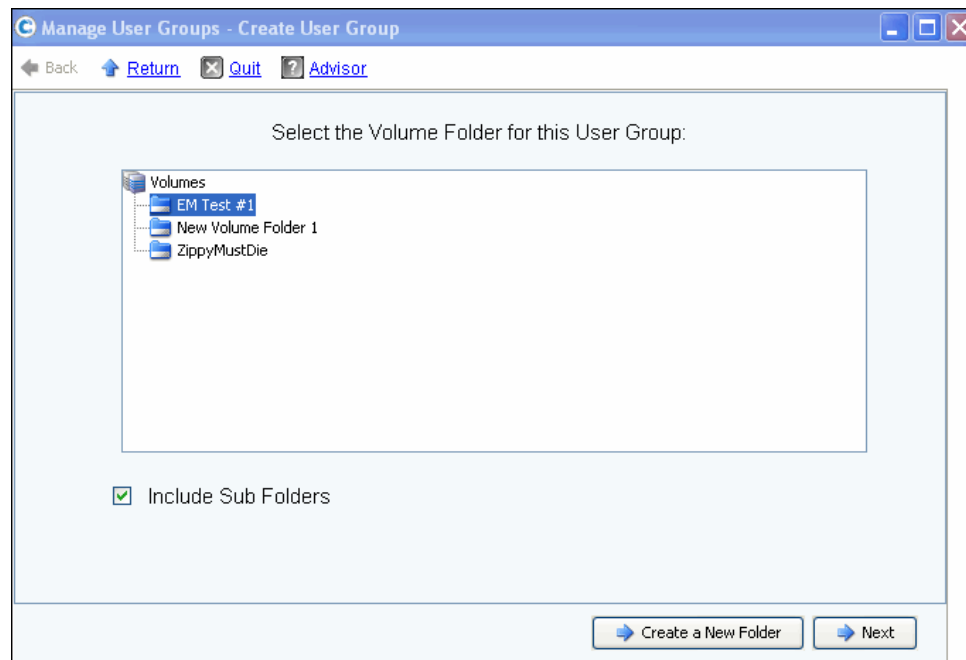 Manage User Groups - Create User Group
Back Return Quit Advisor
Select the Volume Folder for this User Group:
Volumes
EM Test #1
New Volume Folder 1
ZippyMustDie
Include Sub Folders
Create a New Folder Next